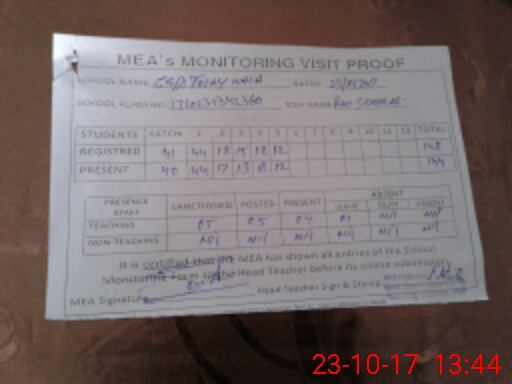 MEA's MONITORING VISIT PROOF
SCHOOL NAME DATED
SCHOOL FORM NO. MEA NAME
STUDENTS KATCHI 1 2 3 4 5 6 7 8 9 10 11 12 TOTAL
REGISTRED 41 44 18 15 18 12 148
PRESENT 40 44 17 13 18 12 144
PRESENCE STAFF SANCTIONED POSTED PRESENT ABSENT
LEAVE DUTY ABSENT
TEACHING 05 05 04 01 Nil Nil
NON-TEACHING Nil Nil Nil Nil Nil Nil
It is certified that the MEA has shown all entries of the School
Monitoring Form to the Head Teacher before its online submission
MEA Signature Head Teacher Sign & Stamp
23-10-17 13:44